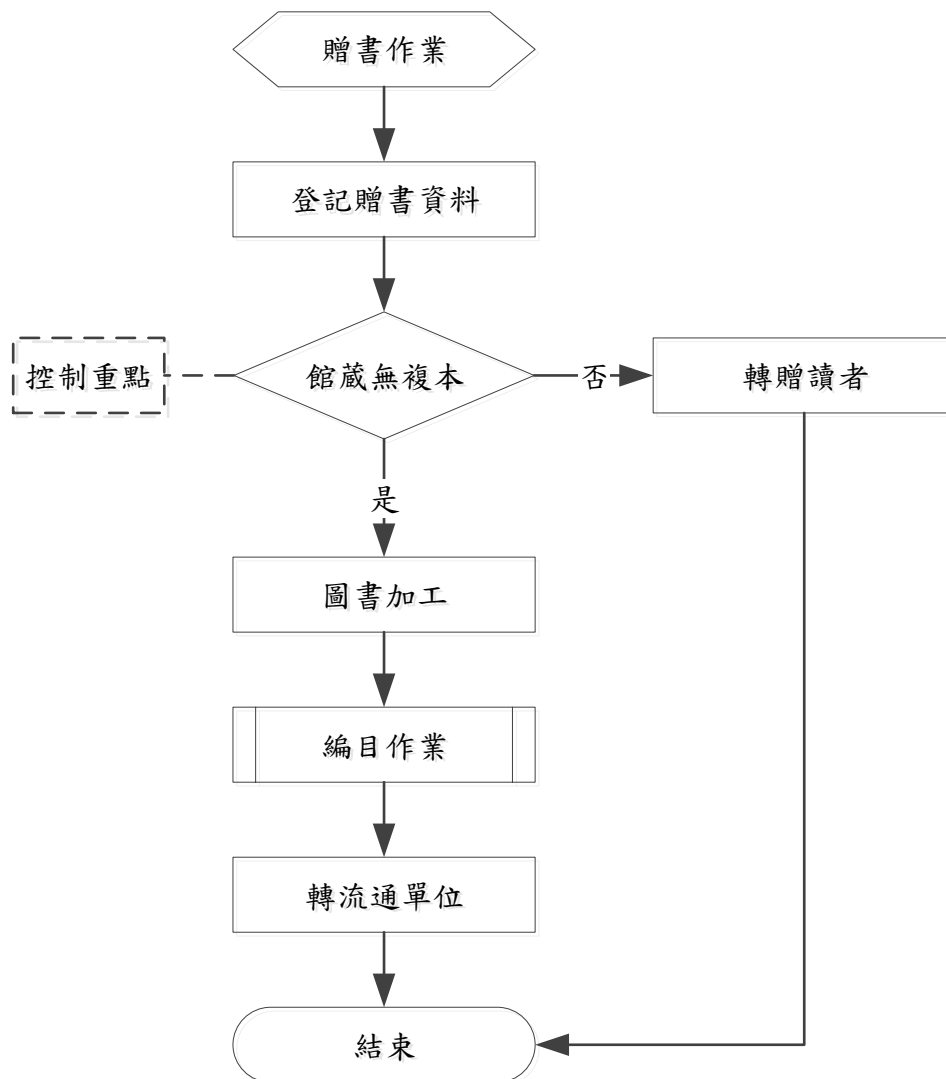 贈書作業
登記贈書資料
控制重點
館蔵無複本
否
轉贈讀者
是
圖書加工
編目作業
轉流通單位
結束